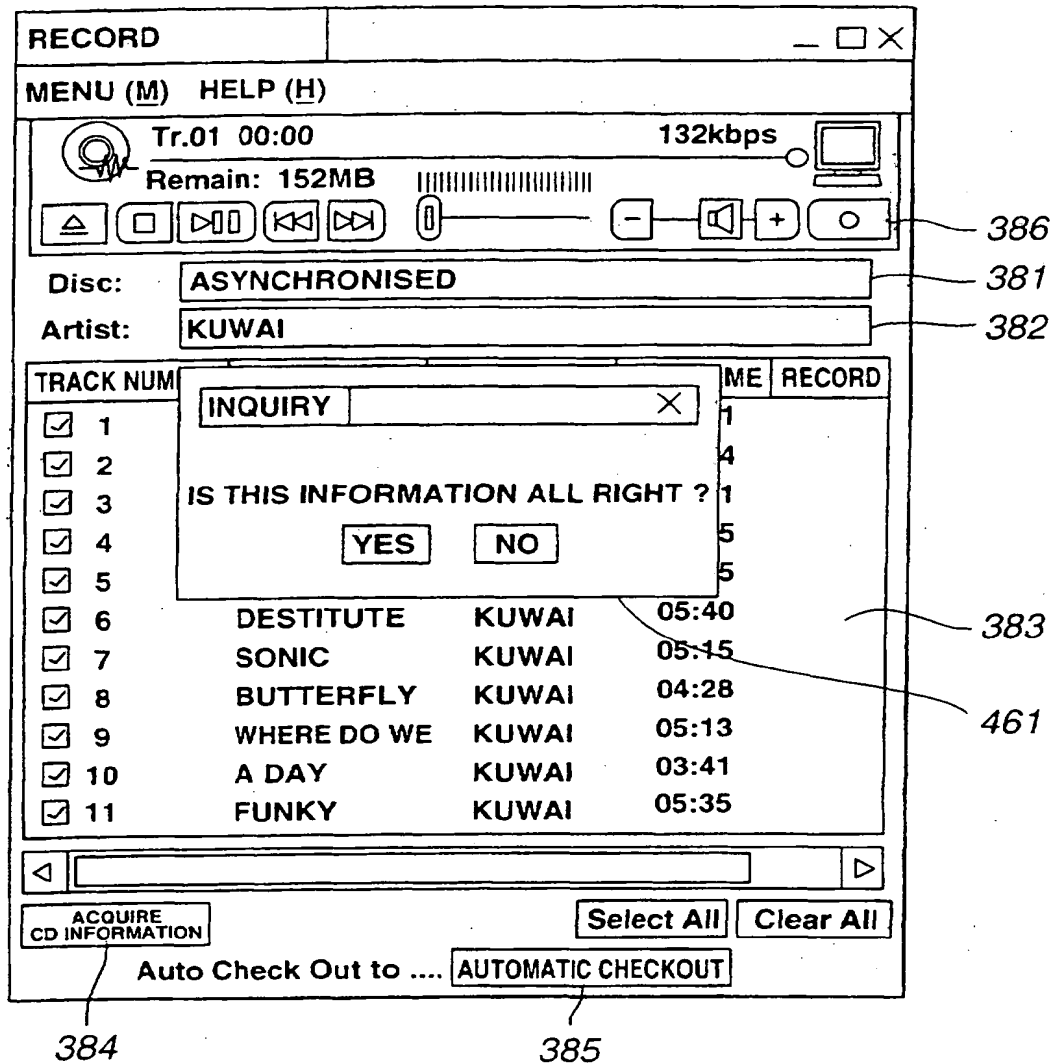 RECORD
MENU (M) HELP (H)
Tr.01 00:00 132kbps
Remain: 152MB
386
Disc: ASYNCHRONISED 381
Artist: KUWAI 382
TRACK NUM ME RECORD
INQUIRY
1 1
2 4
3 IS THIS INFORMATION ALL RIGHT ? 1
4 YES NO 5
5 5
6 DESTITUTE KUWAI 05:40 383
7 SONIC KUWAI 05:15
8 BUTTERFLY KUWAI 04:28
461
9 WHERE DO WE KUWAI 05:13
10 A DAY KUWAI 03:41
11 FUNKY KUWAI 05:35
ACQUIRE
CD INFORMATION
Select All Clear All
Auto Check Out to .... AUTOMATIC CHECKOUT
384 385